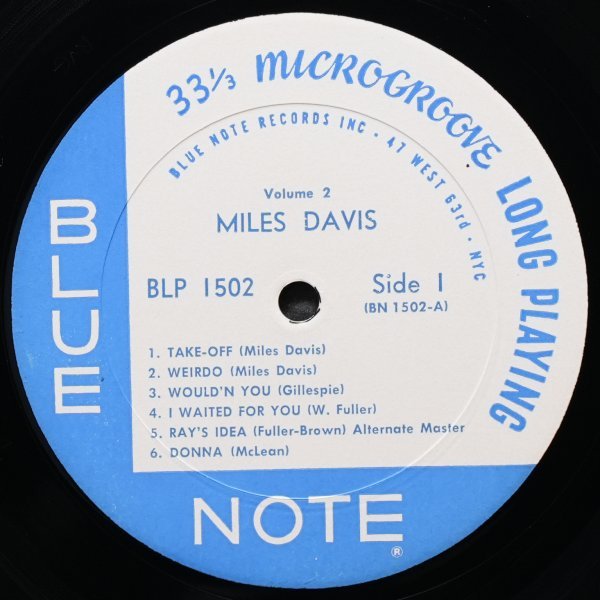 33⅓ MICROGROOVE LONG PLAYING
BLUE NOTE RECORDS INC • 47 WEST 63rd • NYC
Volume 2
MILES DAVIS
BLP 1502
Side 1
(BN 1502-A)
1. TAKE-OFF (Miles Davis)
2. WEIRDO (Miles Davis)
3. WOULD'N YOU (Gillespie)
4. I WAITED FOR YOU (W. Fuller)
5. RAY'S IDEA (Fuller-Brown) Alternate Master
6. DONNA (McLean)
BLUE
NOTE®